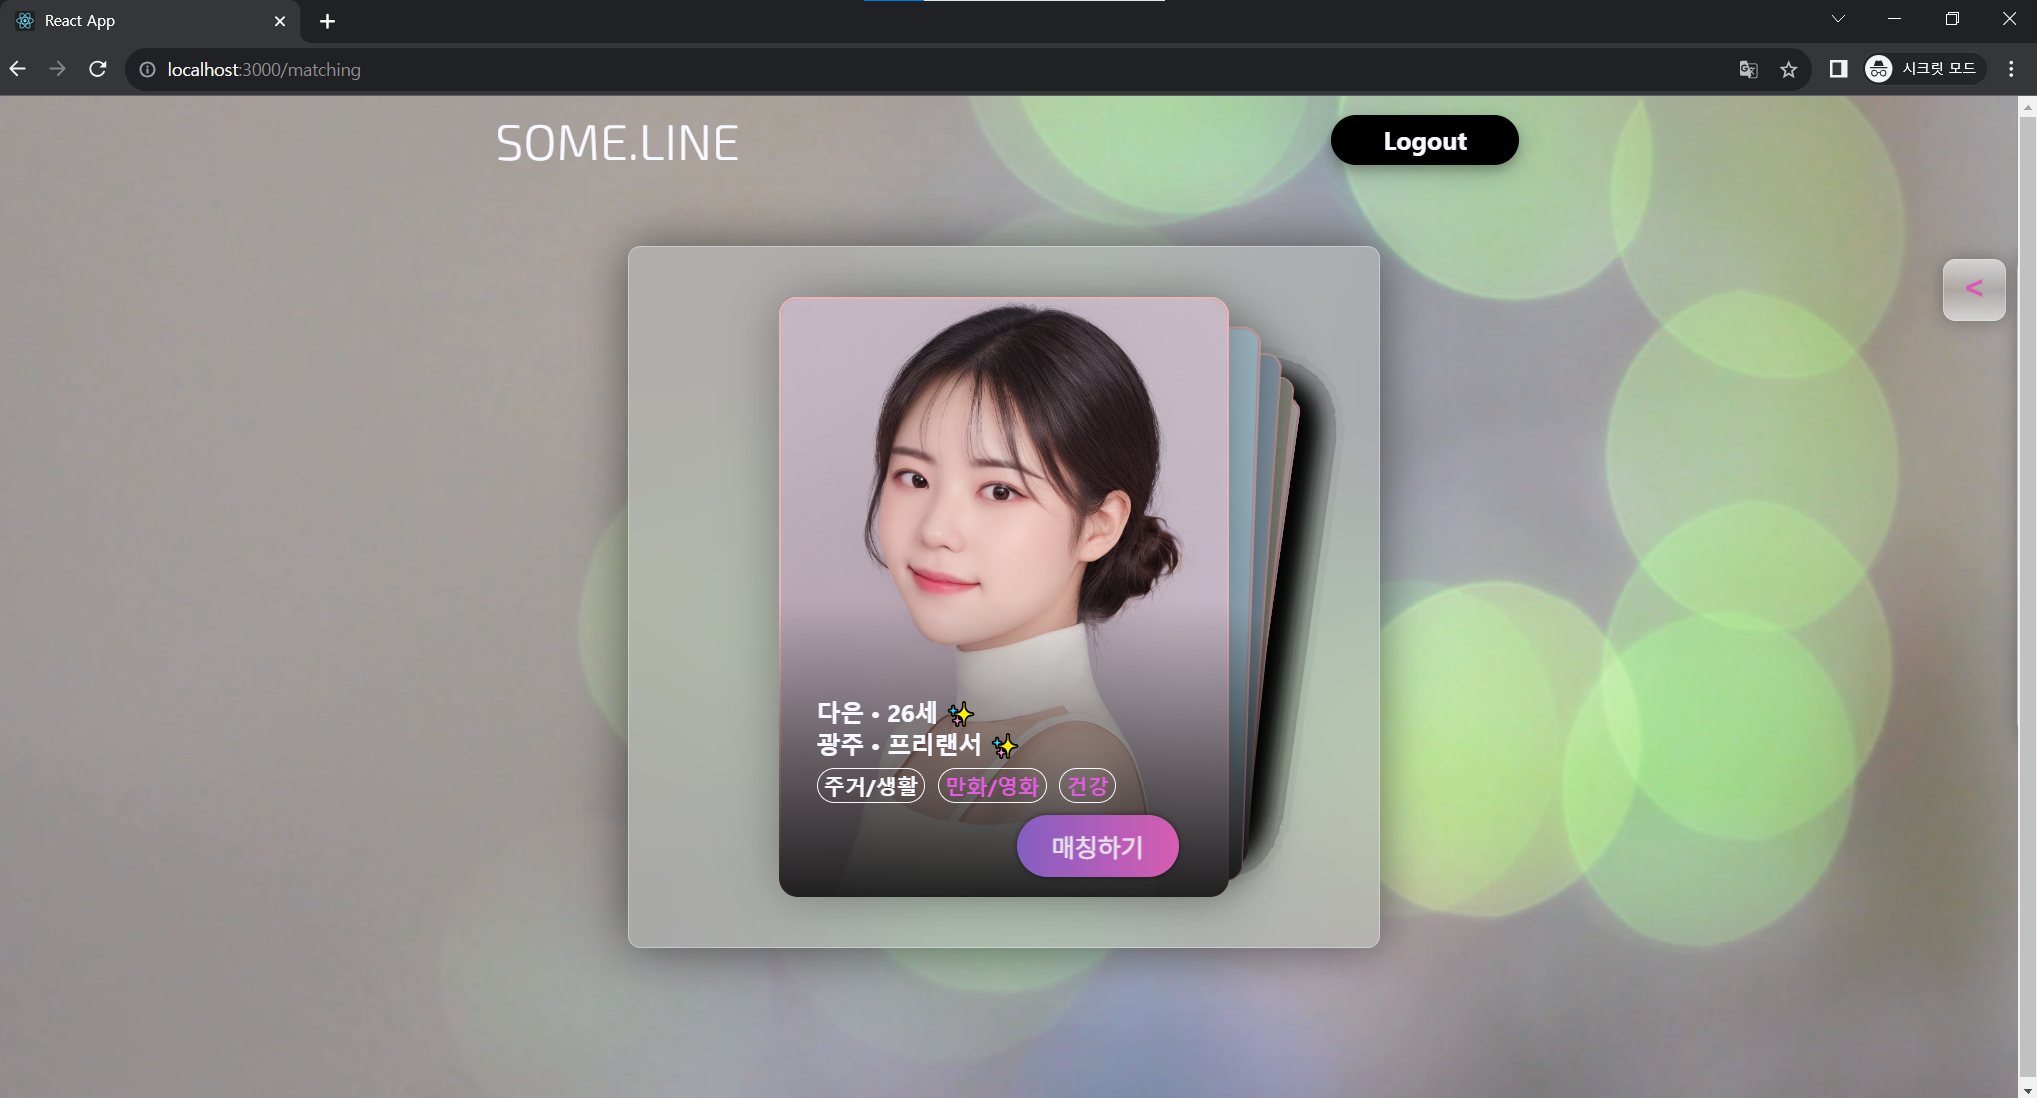 React App
localhost:3000/matching
시크릿 모드
SOME.LINE
Logout
<
다은 • 26세 ✨
광주 • 프리랜서 ✨
주거/생활 만화/영화 건강
매칭하기